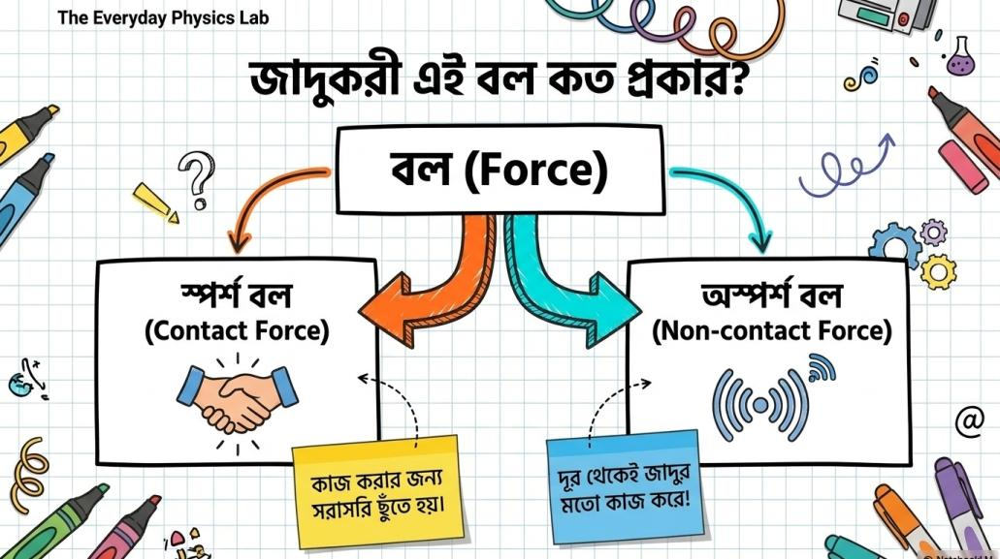 The Everyday Physics Lab
জাদুকরী এই বল কত প্রকার?
বল (Force)
স্পর্শ বল
(Contact Force)
অস্পর্শ বল
(Non-contact Force)
কাজ করার জন্য
সরাসরি ছুঁতে হয়।
দূর থেকেই জাদুর
মতো কাজ করে!
@